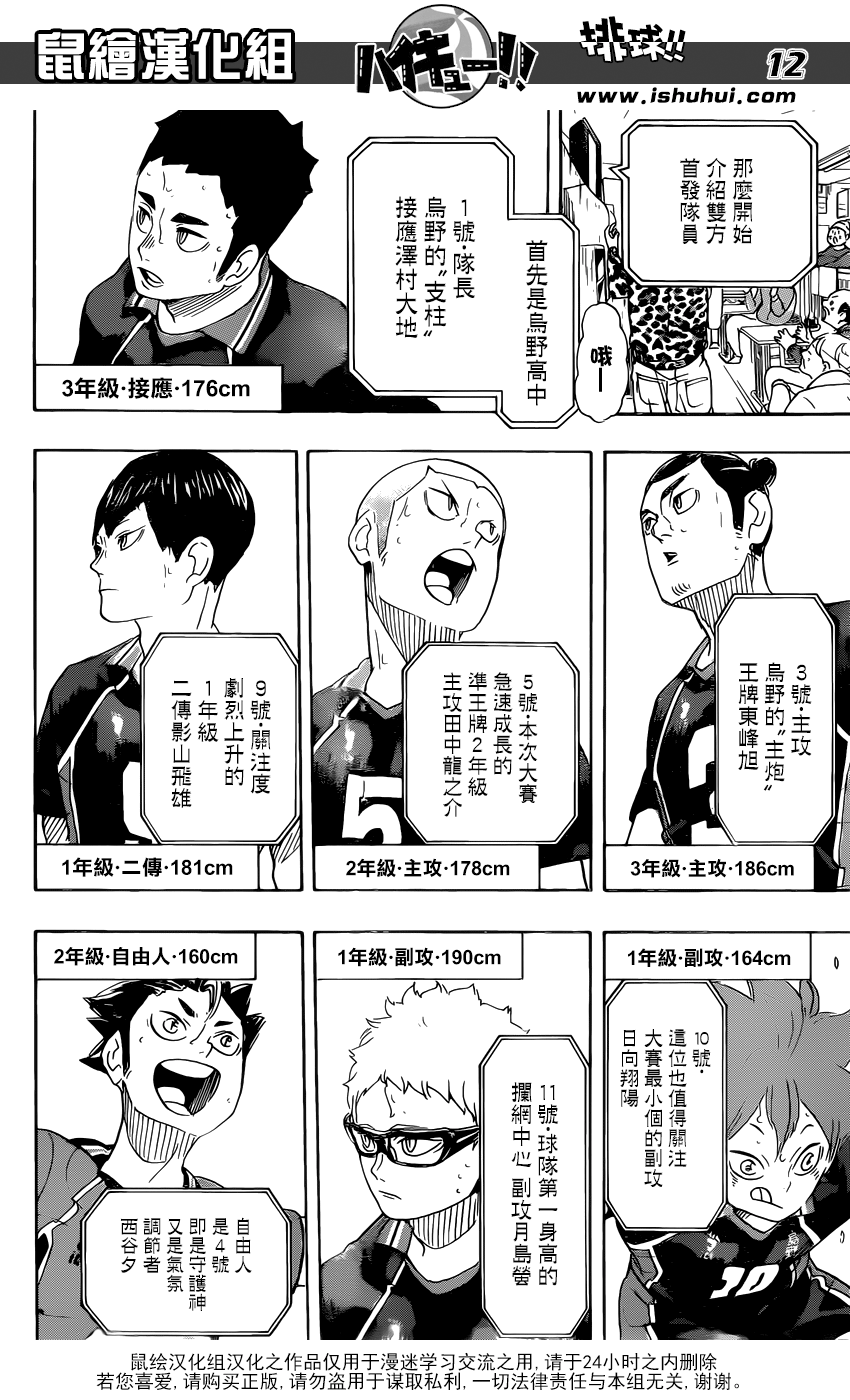 鼠繪漢化組
ハイキュー!!
排球!!
12
www.ishuhui.com
那麼開始
介紹雙方
首發隊員
哦ー
首先是烏野高中
1號·隊長
烏野的"支柱"
接應澤村大地
3年級·接應·176cm
3號·主攻
烏野的"主炮"
王牌東峰旭
3年級·主攻·186cm
5號·本次大賽
急速成長的
準王牌2年級
主攻田中龍之介
5
2年級·主攻·178cm
9號·關注度
劇烈上升的
1年級
二傳影山飛雄
1年級·二傳·181cm
1年級·副攻·164cm
10號·
這位也值得關注
大賽最小個的副攻
日向翔陽
烏野
10
1年級·副攻·190cm
11號·球隊第一身高的
攔網中心 副攻月島螢
2年級·自由人·160cm
自由人
是4號
即是守護神
又是氣氛
調節者
西谷夕
鼠绘汉化组汉化之作品仅用于漫迷学习交流之用,请于24小时之内删除
若您喜爱,请购买正版,请勿盗用于谋取私利,一切法律责任与本组无关,谢谢。